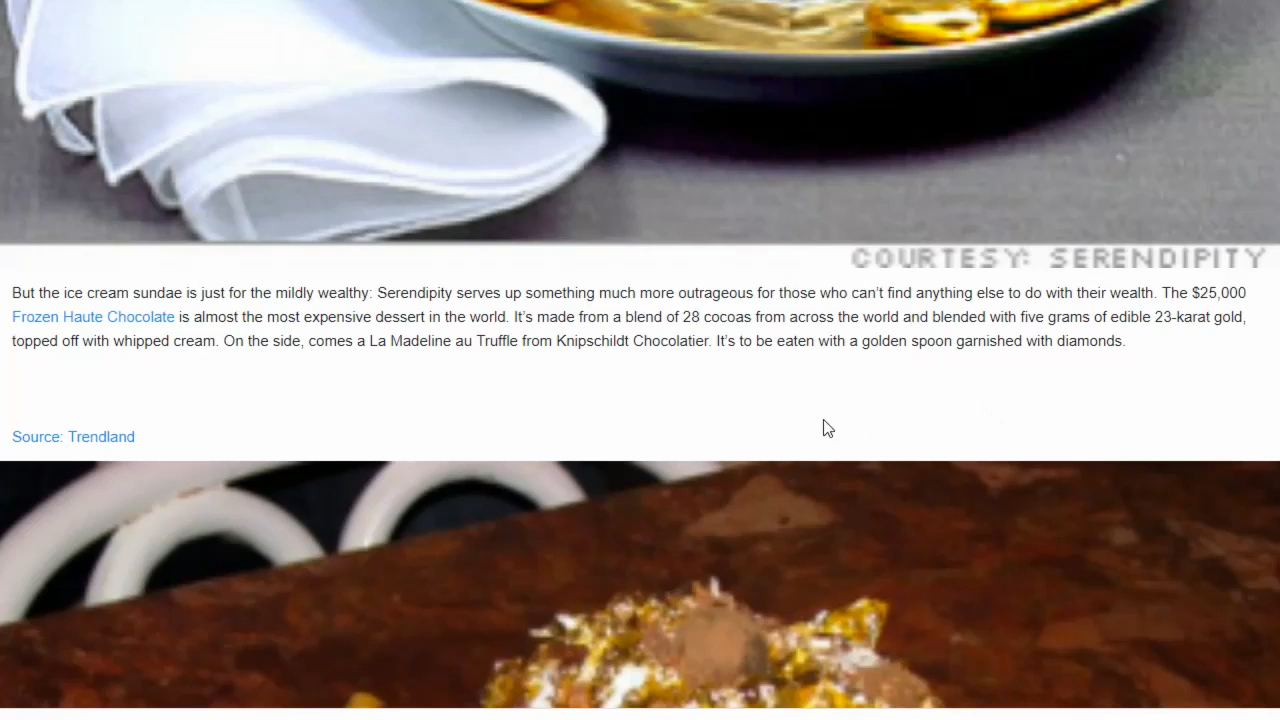 COURTESY: SERENDIPITY
But the ice cream sundae is just for the mildly wealthy: Serendipity serves up something much more outrageous for those who can’t find anything else to do with their wealth. The $25,000
Frozen Haute Chocolate is almost the most expensive dessert in the world. It’s made from a blend of 28 cocoas from across the world and blended with five grams of edible 23-karat gold,
topped off with whipped cream. On the side, comes a La Madeline au Truffle from Knipschildt Chocolatier. It’s to be eaten with a golden spoon garnished with diamonds.
Source: Trendland